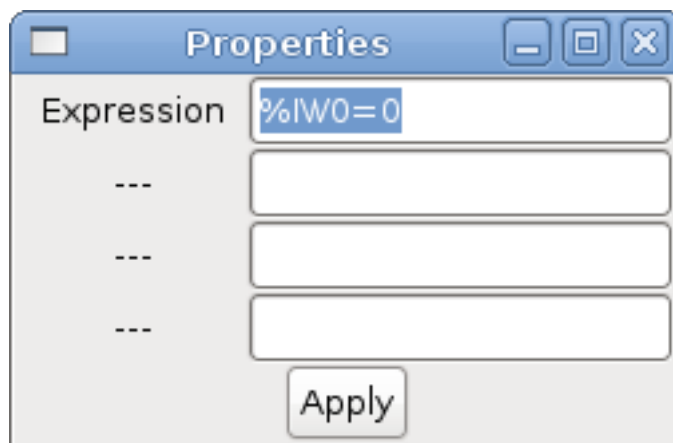 Properties
Expression %IW0=0
---
---
---
Apply